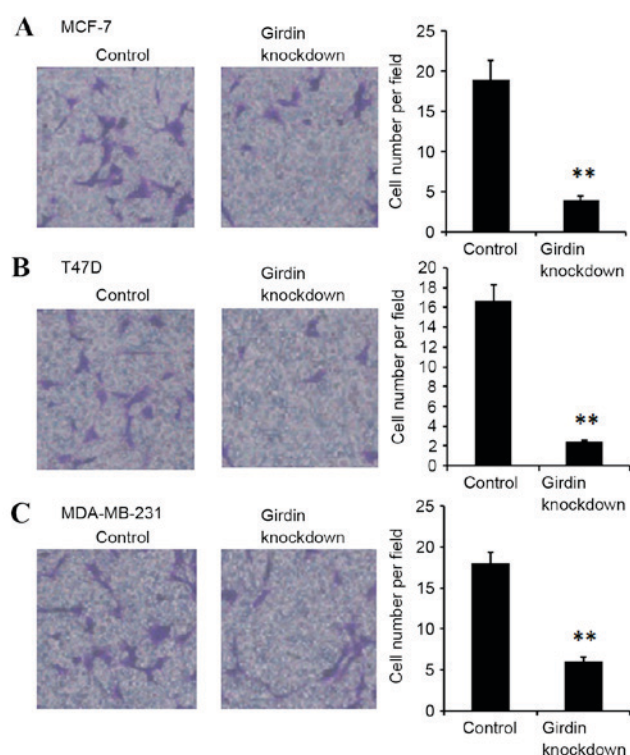 A MCF-7
Control
Girdin
knockdown
Cell number per field
25
20
15
10
5
0
**
Control
Girdin
knockdown
B T47D
Control
Girdin
knockdown
Cell number per field
18
16
14
12
10
8
6
4
2
0
**
Control
Girdin
knockdown
C MDA-MB-231
Control
Girdin
knockdown
Cell number per field
25
20
15
10
5
0
**
Control
Girdin
knockdown